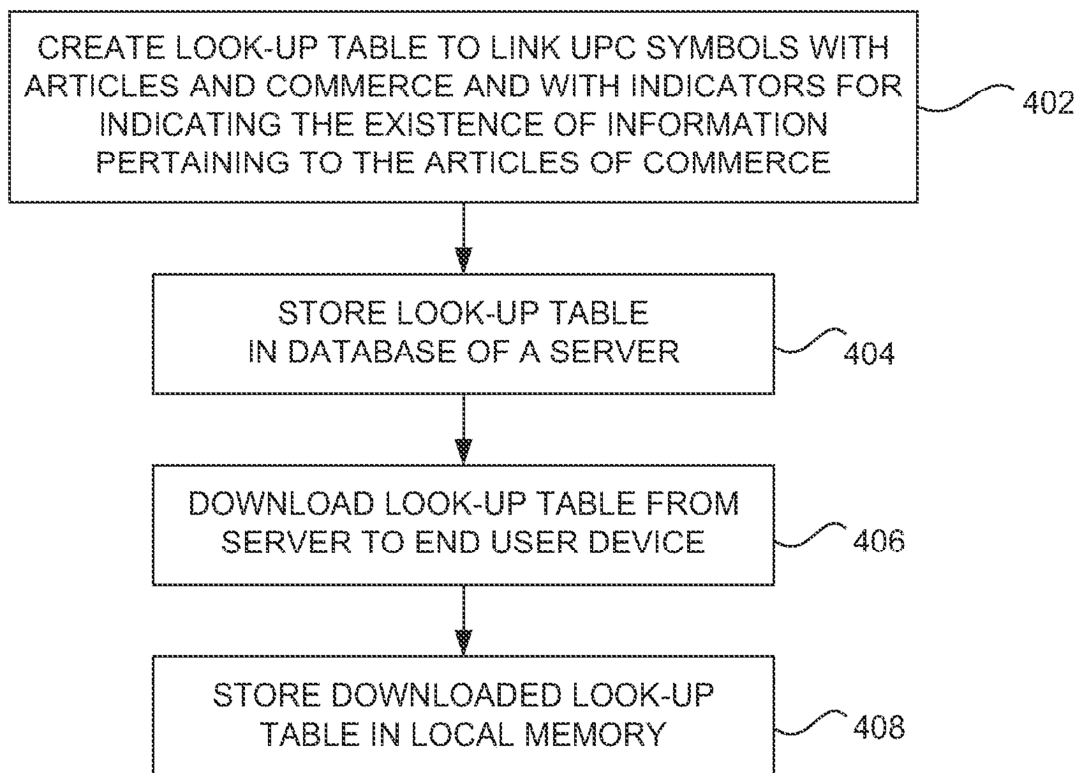 CREATE LOOK-UP TABLE TO LINK UPC SYMBOLS WITH
ARTICLES AND COMMERCE AND WITH INDICATORS FOR
INDICATING THE EXISTENCE OF INFORMATION
PERTAINING TO THE ARTICLES OF COMMERCE
402
STORE LOOK-UP TABLE
IN DATABASE OF A SERVER
404
DOWNLOAD LOOK-UP TABLE FROM
SERVER TO END USER DEVICE
406
STORE DOWNLOADED LOOK-UP
TABLE IN LOCAL MEMORY
408